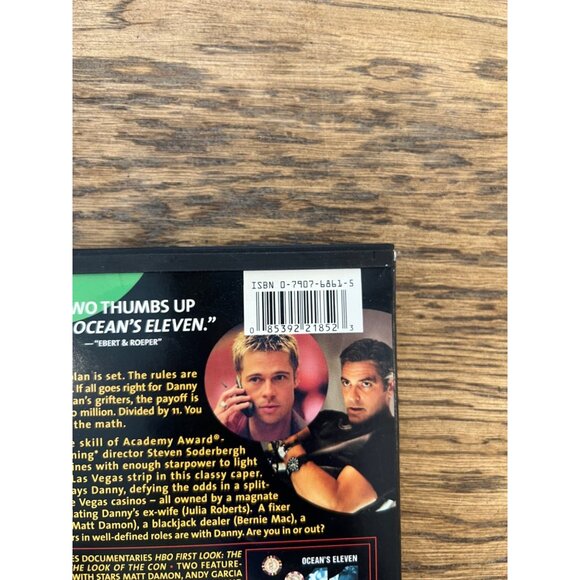 ISBN 0-7907-6861-5
0 85392 21852 3
WO THUMBS UP
OCEAN'S ELEVEN."
—"EBERT & ROEPER"
plan is set. The rules are
. If all goes right for Danny
an's grifters, the payoff is
o million. Divided by 11. You
the math.
e skill of Academy Award®-
ning* director Steven Soderbergh
ines with enough starpower to light
Las Vegas strip in this classy caper.
ays Danny, defying the odds in a split-
e Vegas casinos – all owned by a magnate
ating Danny's ex-wife (Julia Roberts). A fixer
Matt Damon), a blackjack dealer (Bernie Mac), a
rs in well-defined roles are with Danny. Are you in or out?
ES DOCUMENTARIES HBO FIRST LOOK: THE
THE LOOK OF THE CON - TWO FEATURE-
WITH STARS MATT DAMON, ANDY GARCIA
OCEAN'S ELEVEN